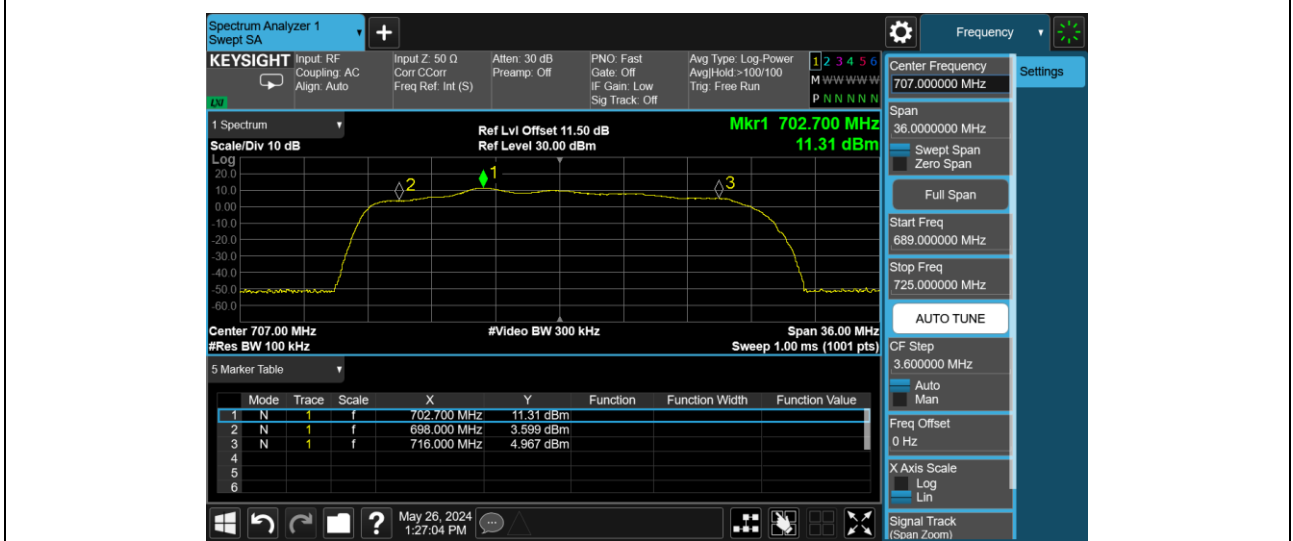 Spectrum Analyzer 1
Swept SA
+
Frequency
KEYSIGHT
Input: RF
Coupling: AC
Align: Auto
Input Z: 50 Ω
Corr CCorr
Freq Ref: Int (S)
Atten: 30 dB
Preamp: Off
PNO: Fast
Gate: Off
IF Gain: Low
Sig Track: Off
Avg Type: Log-Power
Avg|Hold:>100/100
Trig: Free Run
1 2 3 4 5 6
M W W W W W
P N N N N N
LXI
Center Frequency
707.000000 MHz
Settings
Span
36.0000000 MHz
Swept Span
Zero Span
Full Span
Start Freq
689.000000 MHz
Stop Freq
725.000000 MHz
AUTO TUNE
CF Step
3.600000 MHz
Auto
Man
Freq Offset
0 Hz
X Axis Scale
Log
Lin
Signal Track
(Span Zoom)
1 Spectrum
Scale/Div 10 dB
Ref Lvl Offset 11.50 dB
Ref Level 30.00 dBm
Mkr1 702.700 MHz
11.31 dBm
Log
20.0
10.0
0.00
-10.0
-20.0
-30.0
-40.0
-50.0
-60.0
2
1
3
Center 707.00 MHz
#Video BW 300 kHz
Span 36.00 MHz
#Res BW 100 kHz
Sweep 1.00 ms (1001 pts)
5 Marker Table
Mode Trace Scale X Y Function Function Width Function Value
1 N 1 f 702.700 MHz 11.31 dBm
2 N 1 f 698.000 MHz 3.599 dBm
3 N 1 f 716.000 MHz 4.967 dBm
4
5
6
?
May 26, 2024
1:27:04 PM